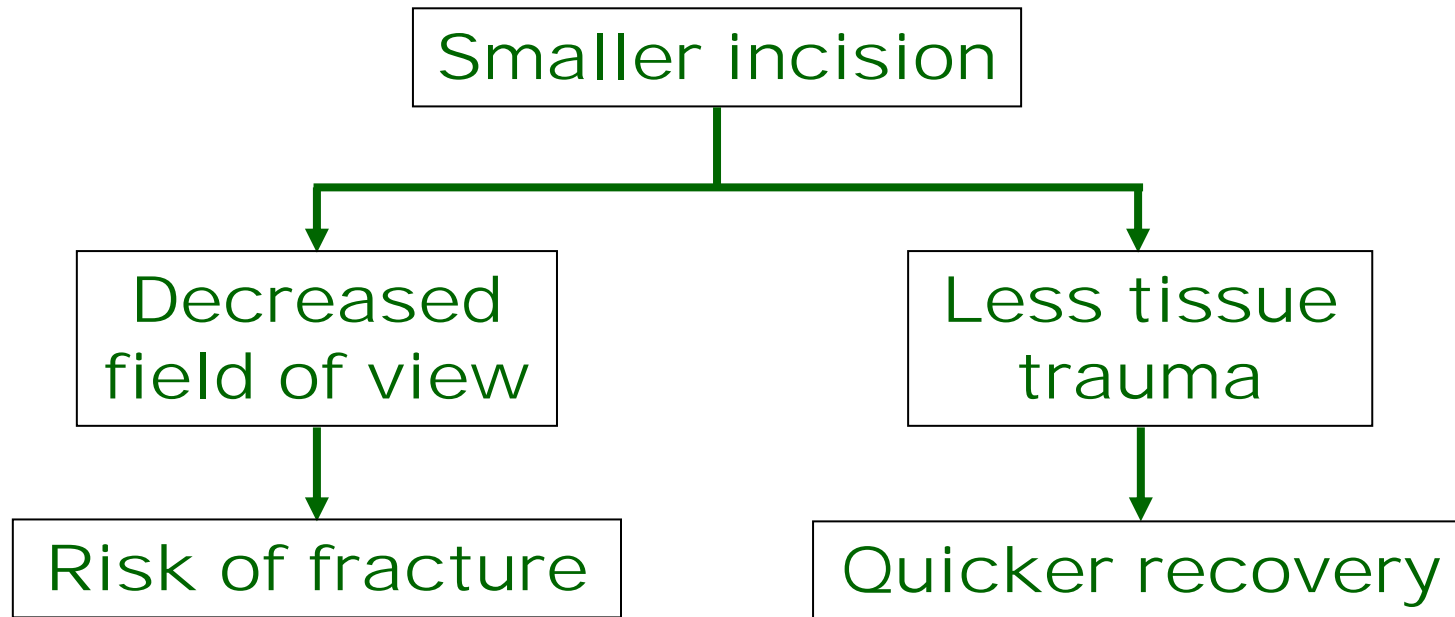 Smaller incision
Decreased
field of view
Less tissue
trauma
Risk of fracture
Quicker recovery